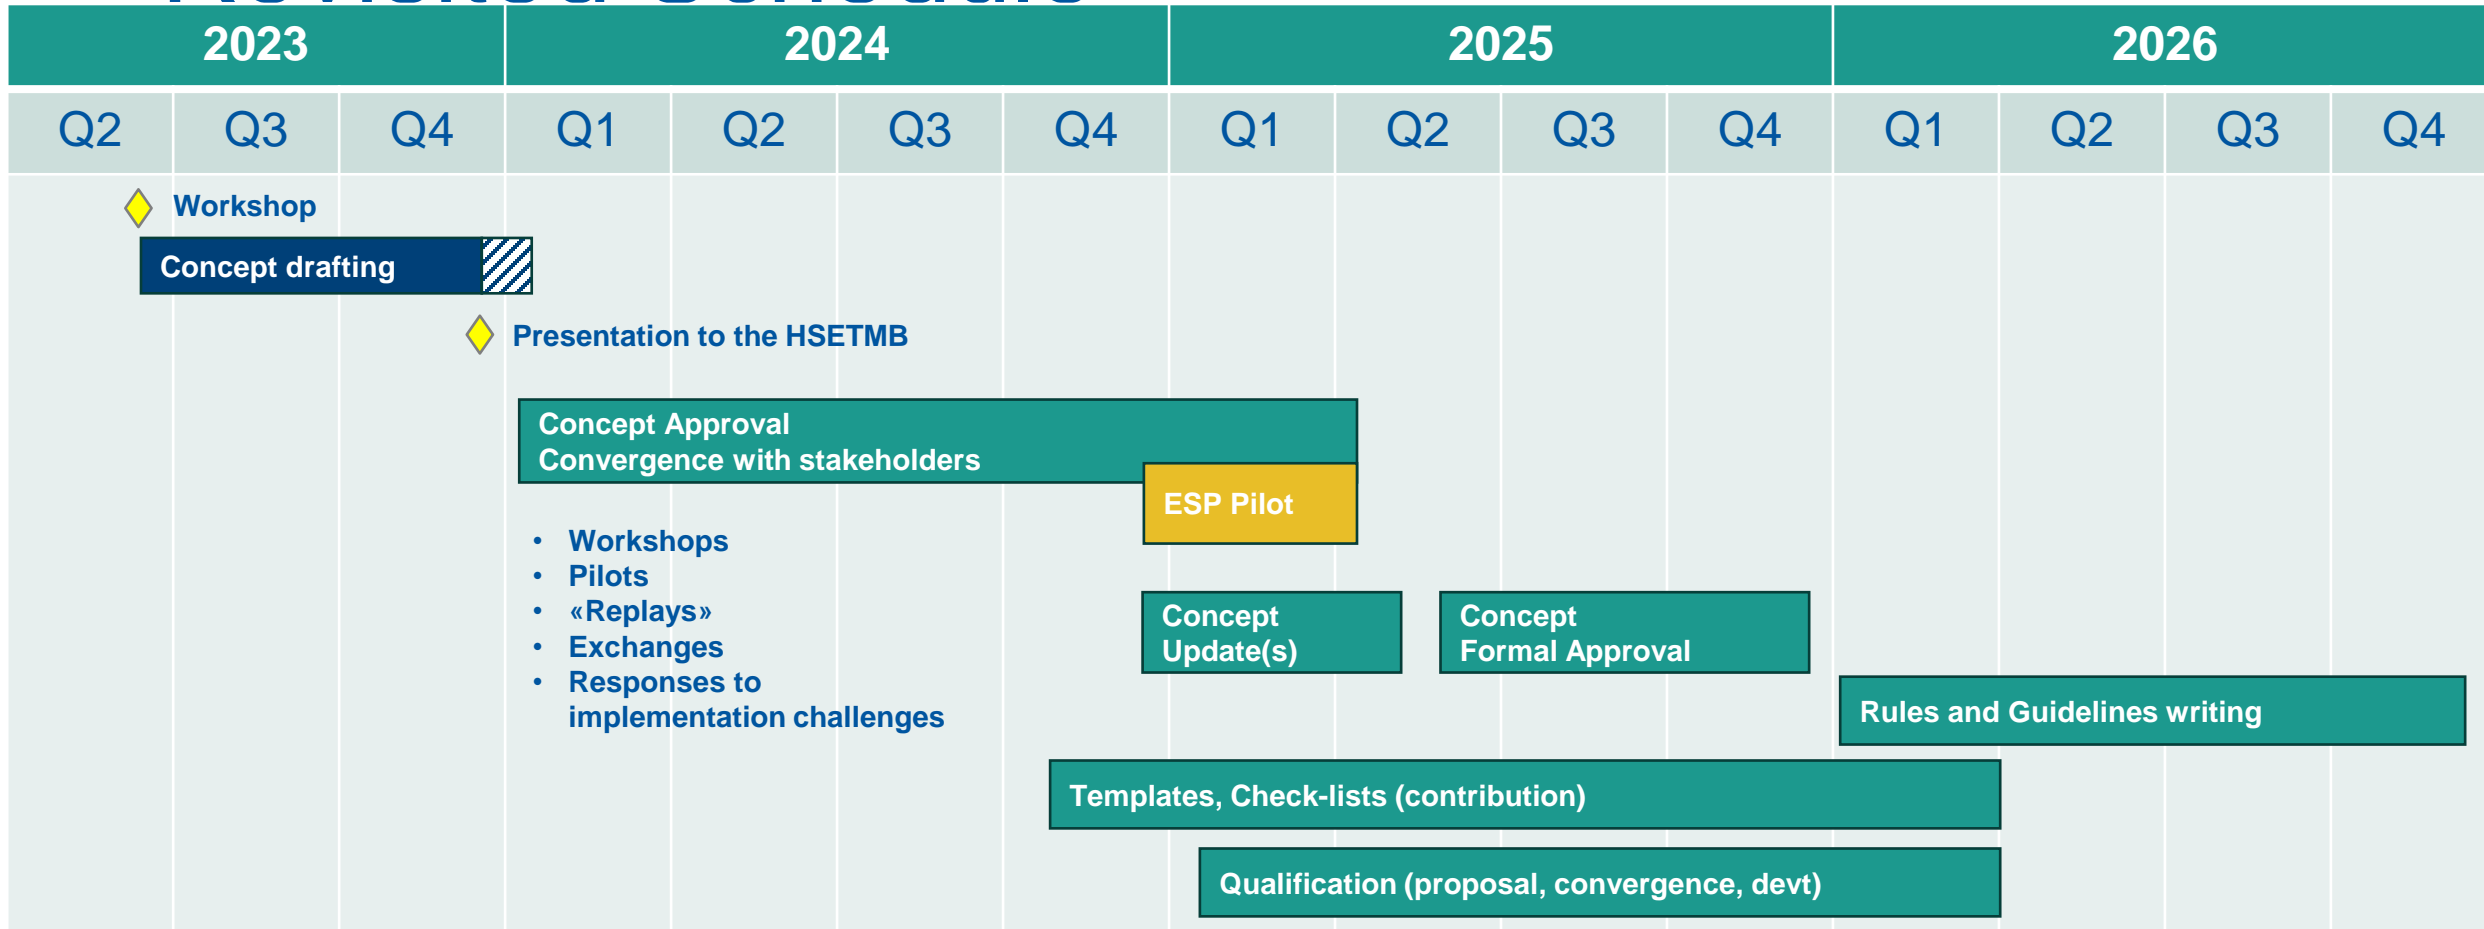 Revisited Schedule
2023 2024 2025 2026
Q2 Q3 Q4 Q1 Q2 Q3 Q4 Q1 Q2 Q3 Q4 Q1 Q2 Q3 Q4
Workshop
Concept drafting
Presentation to the HSETMB
Concept Approval
Convergence with stakeholders
ESP Pilot
• Workshops
• Pilots
• «Replays»
• Exchanges
• Responses to
implementation challenges
Concept
Update(s)
Concept
Formal Approval
Rules and Guidelines writing
Templates, Check-lists (contribution)
Qualification (proposal, convergence, devt)